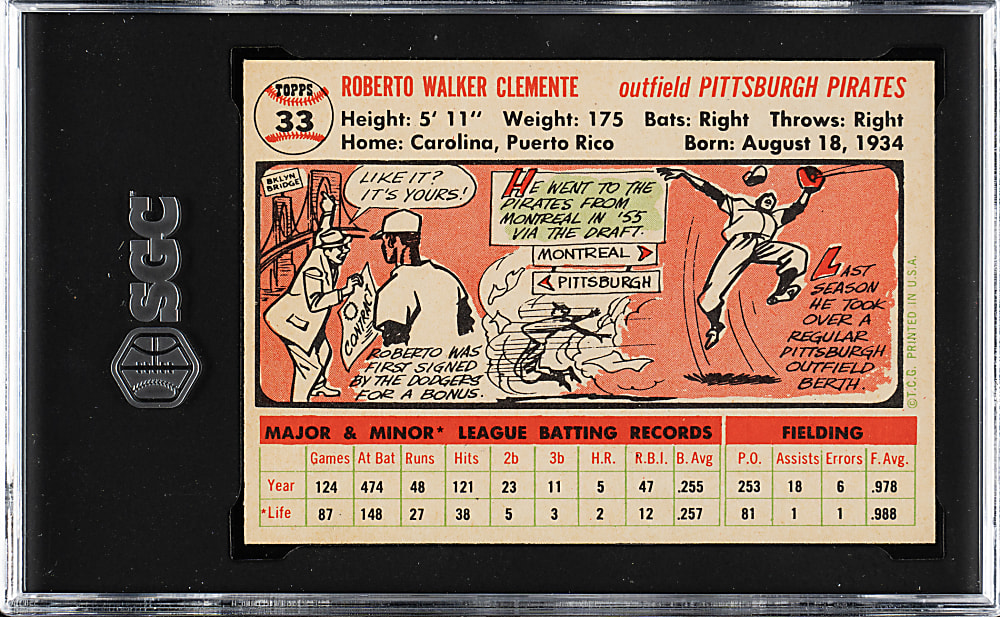 SGC
TOPPS
33
ROBERTO WALKER CLEMENTE outfield PITTSBURGH PIRATES
Height: 5' 11" Weight: 175 Bats: Right Throws: Right
Home: Carolina, Puerto Rico Born: August 18, 1934
BKLYN
BRIDGE
LIKE IT?
IT'S YOURS!
CONTRACT
ROBERTO WAS
FIRST SIGNED
BY THE DODGERS
FOR A BONUS.
HE WENT TO THE
PIRATES FROM
MONTREAL IN '55
VIA THE DRAFT.
MONTREAL
PITTSBURGH
LAST
SEASON
HE TOOK
OVER A
REGULAR
PITTSBURGH
OUTFIELD
BERTH.
©T.C.G. PRINTED IN U.S.A.
MAJOR & MINOR* LEAGUE BATTING RECORDS FIELDING
Games At Bat Runs Hits 2b 3b H.R. R.B.I. B.Avg P.O. Assists Errors F.Avg.
Year 124 474 48 121 23 11 5 47 .255 253 18 6 .978
*Life 87 148 27 38 5 3 2 12 .257 81 1 1 .988